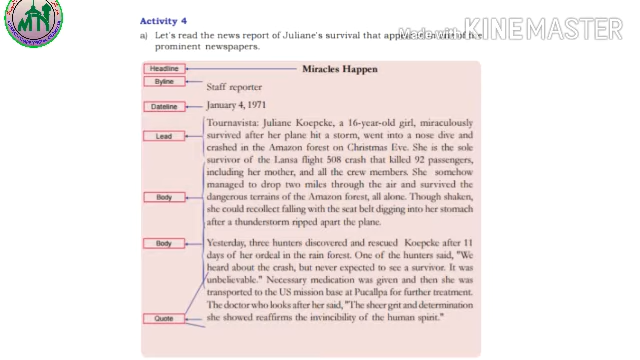 Activity 4
a) Let's read the news report of Juliane's survival that appeared in one of the
prominent newspapers.
Made with KINEMASTER
Headline
Miracles Happen
Byline
Staff reporter
Dateline
January 4, 1971
Lead
Tournavista: Juliane Koepcke, a 16-year-old girl, miraculously
survived after her plane hit a storm, went into a nose dive and
crashed in the Amazon forest on Christmas Eve. She is the sole
survivor of the Lansa flight 508 crash that killed 92 passengers,
including her mother, and all the crew members. She somehow
managed to drop two miles through the air and survived the
Body
dangerous terrains of the Amazon forest, all alone. Though shaken,
she could recollect falling with the seat belt digging into her stomach
after a thunderstorm ripped apart the plane.
Body
Yesterday, three hunters discovered and rescued Koepcke after 11
days of her ordeal in the rain forest. One of the hunters said, "We
heard about the crash, but never expected to see a survivor. It was
unbelievable." Necessary medication was given and then she was
transported to the US mission base at Pucallpa for further treatment.
The doctor who looks after her said, "The sheer grit and determination
Quote
she showed reaffirms the invincibility of the human spirit."